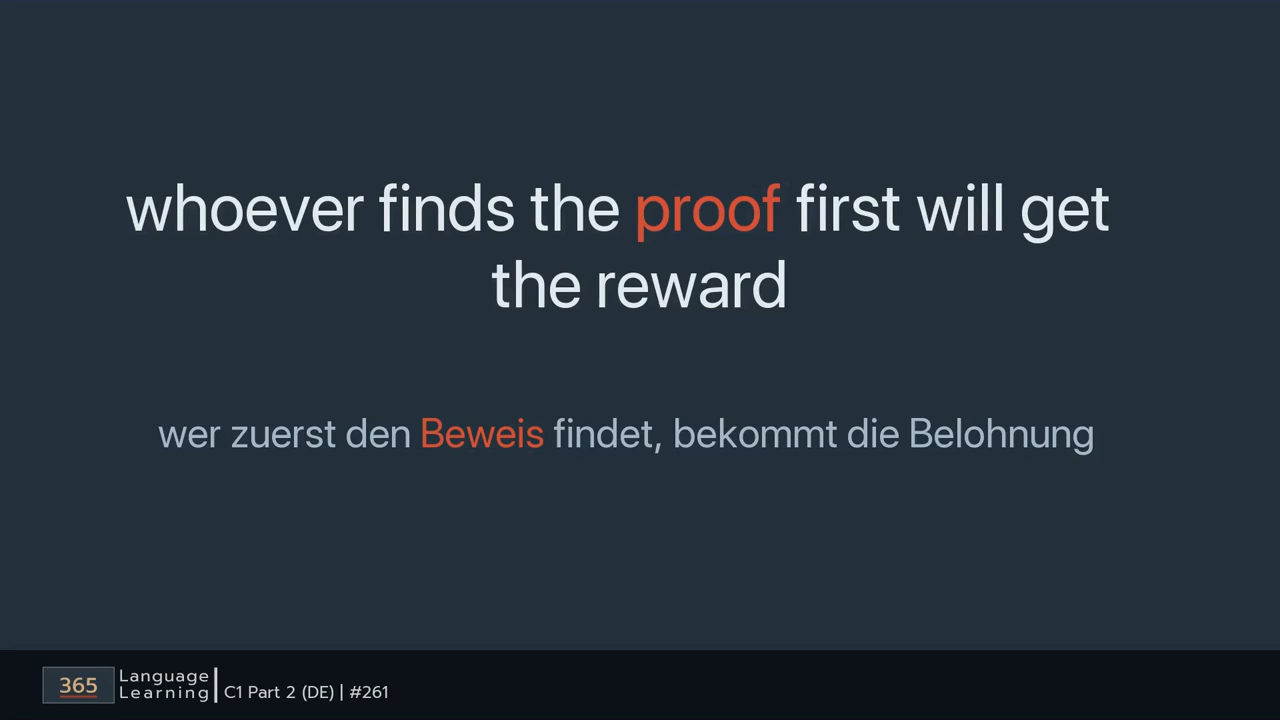 whoever finds the proof first will get
the reward
wer zuerst den Beweis findet, bekommt die Belohnung
365
Language
Learning
C1 Part 2 (DE) | #261